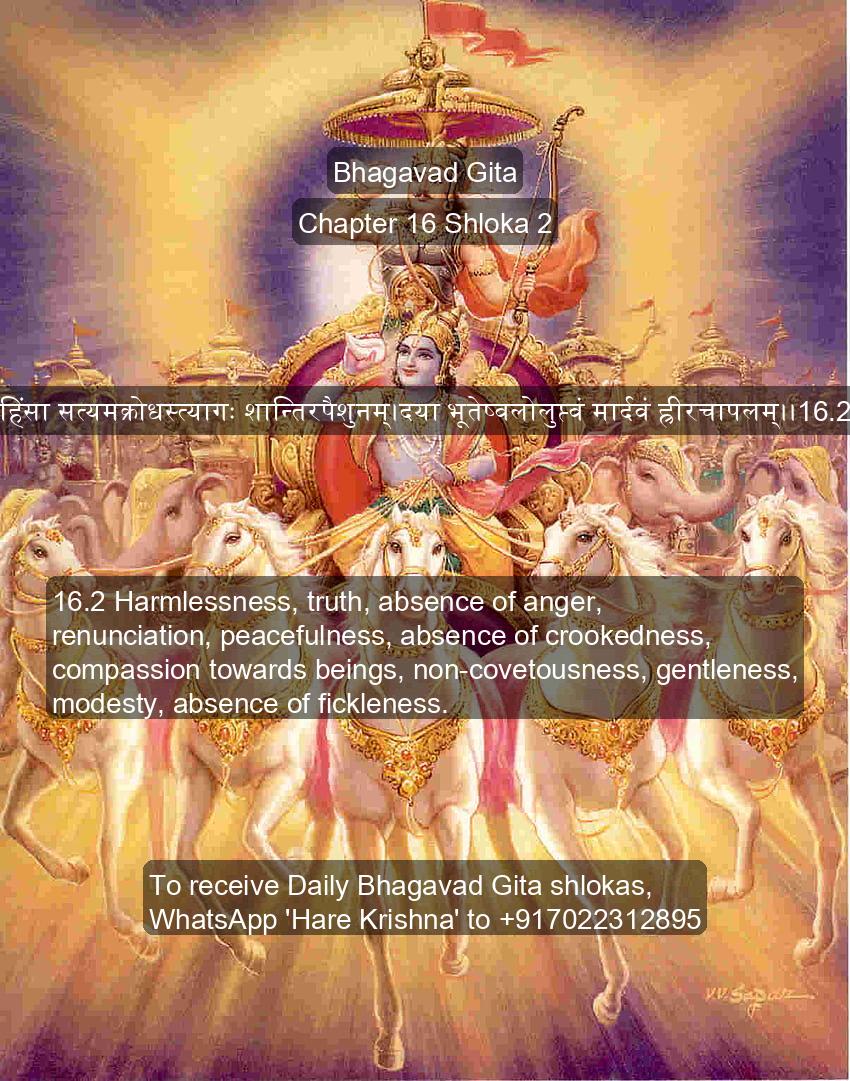 Bhagavad Gita
Chapter 16 Shloka 2
हिंसा सत्यमक्रोधस्त्यागः शान्तिरपैशुनम्।दया भूतेष्वलोलुप्त्वं मार्दवं ह्रीरचापलम्।।16.2
16.2 Harmlessness, truth, absence of anger,
renunciation, peacefulness, absence of crookedness,
compassion towards beings, non-covetousness, gentleness,
modesty, absence of fickleness.
To receive Daily Bhagavad Gita shlokas,
WhatsApp 'Hare Krishna' to +917022312895